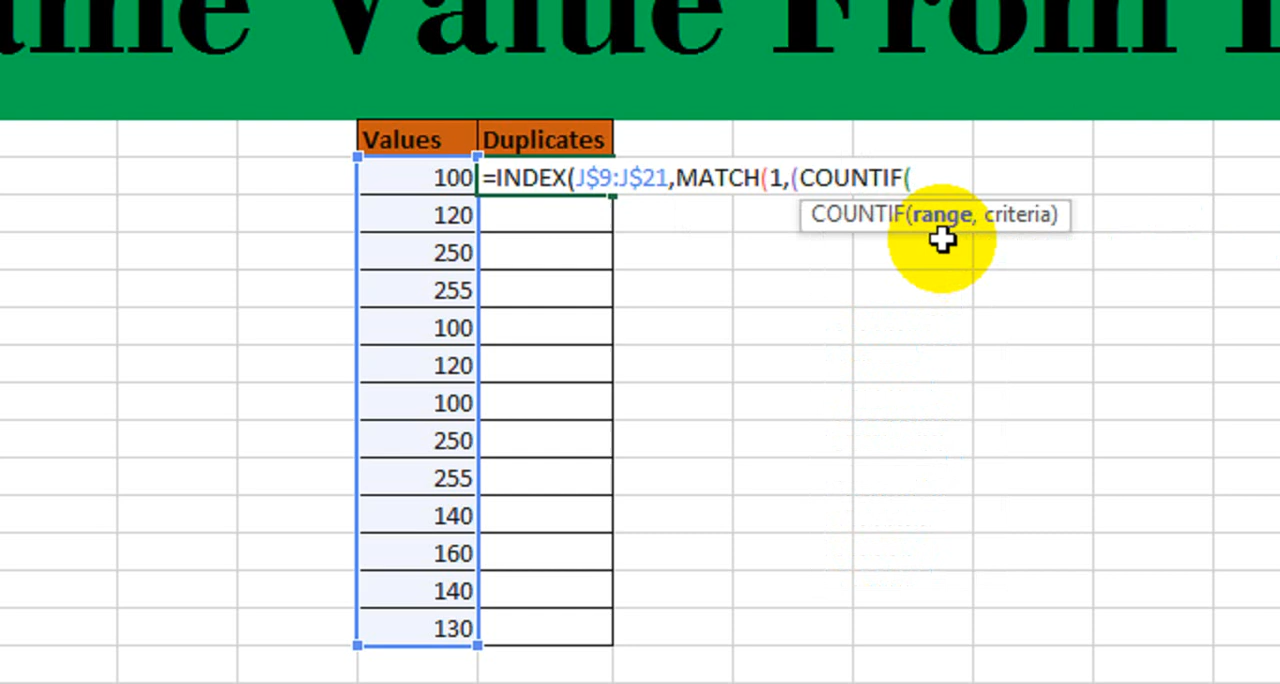 ame Value From
Values Duplicates
100 =INDEX(J$9:J$21,MATCH(1,(COUNTIF(
120 COUNTIF(range, criteria)
250
255
100
120
100
250
255
140
160
140
130